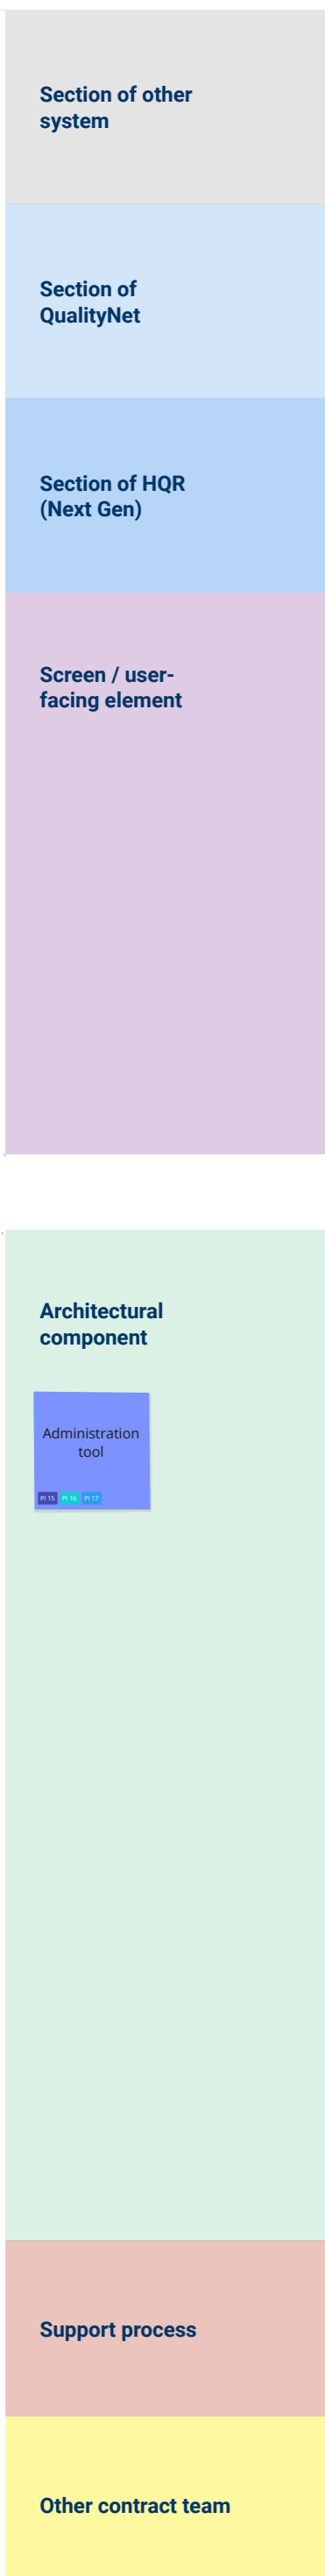 Section of other
system
Section of
QualityNet
Section of HQR
(Next Gen)
Screen / user-
facing element
Architectural
component
Administration
tool
PI 15 PI 16 PI 17
Support process
Other contract team